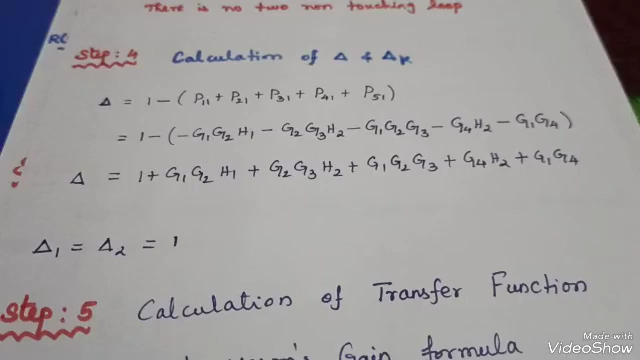 There is no two non touching loop
RC
Step: 4 Calculation of Δ & ΔK
Δ = 1 - ( P11 + P21 + P31 + P41 + P51 )
= 1 - ( -G1G2H1 - G2G3H2 - G1G2G3 - G4H2 - G1G4 )
Δ = 1 + G1G2H1 + G2G3H2 + G1G2G3 + G4H2 + G1G4
Δ1 = Δ2 = 1
Step: 5 Calculation of Transfer Function
Gain formula
Made with
VideoShow